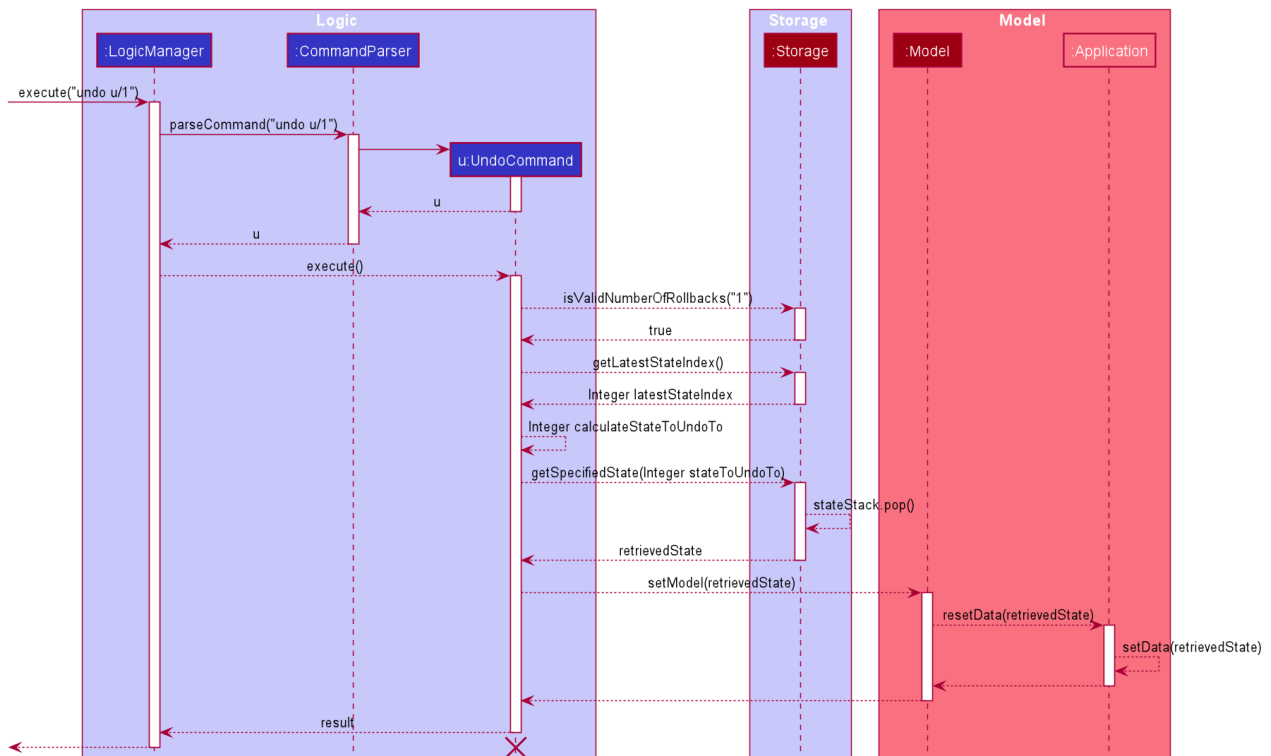 Logic
Storage
Model
:LogicManager
:CommandParser
:Storage
:Model
:Application
execute("undo u/1")
parseCommand("undo u/1")
u:UndoCommand
u
u
execute()
isValidNumberOfRollbacks("1")
true
getLatestStateIndex()
Integer latestStateIndex
Integer calculateStateToUndoTo
getSpecifiedState(Integer stateToUndoTo)
stateStack.pop()
retrievedState
setModel(retrievedState)
resetData(retrievedState)
setData(retrievedState)
result